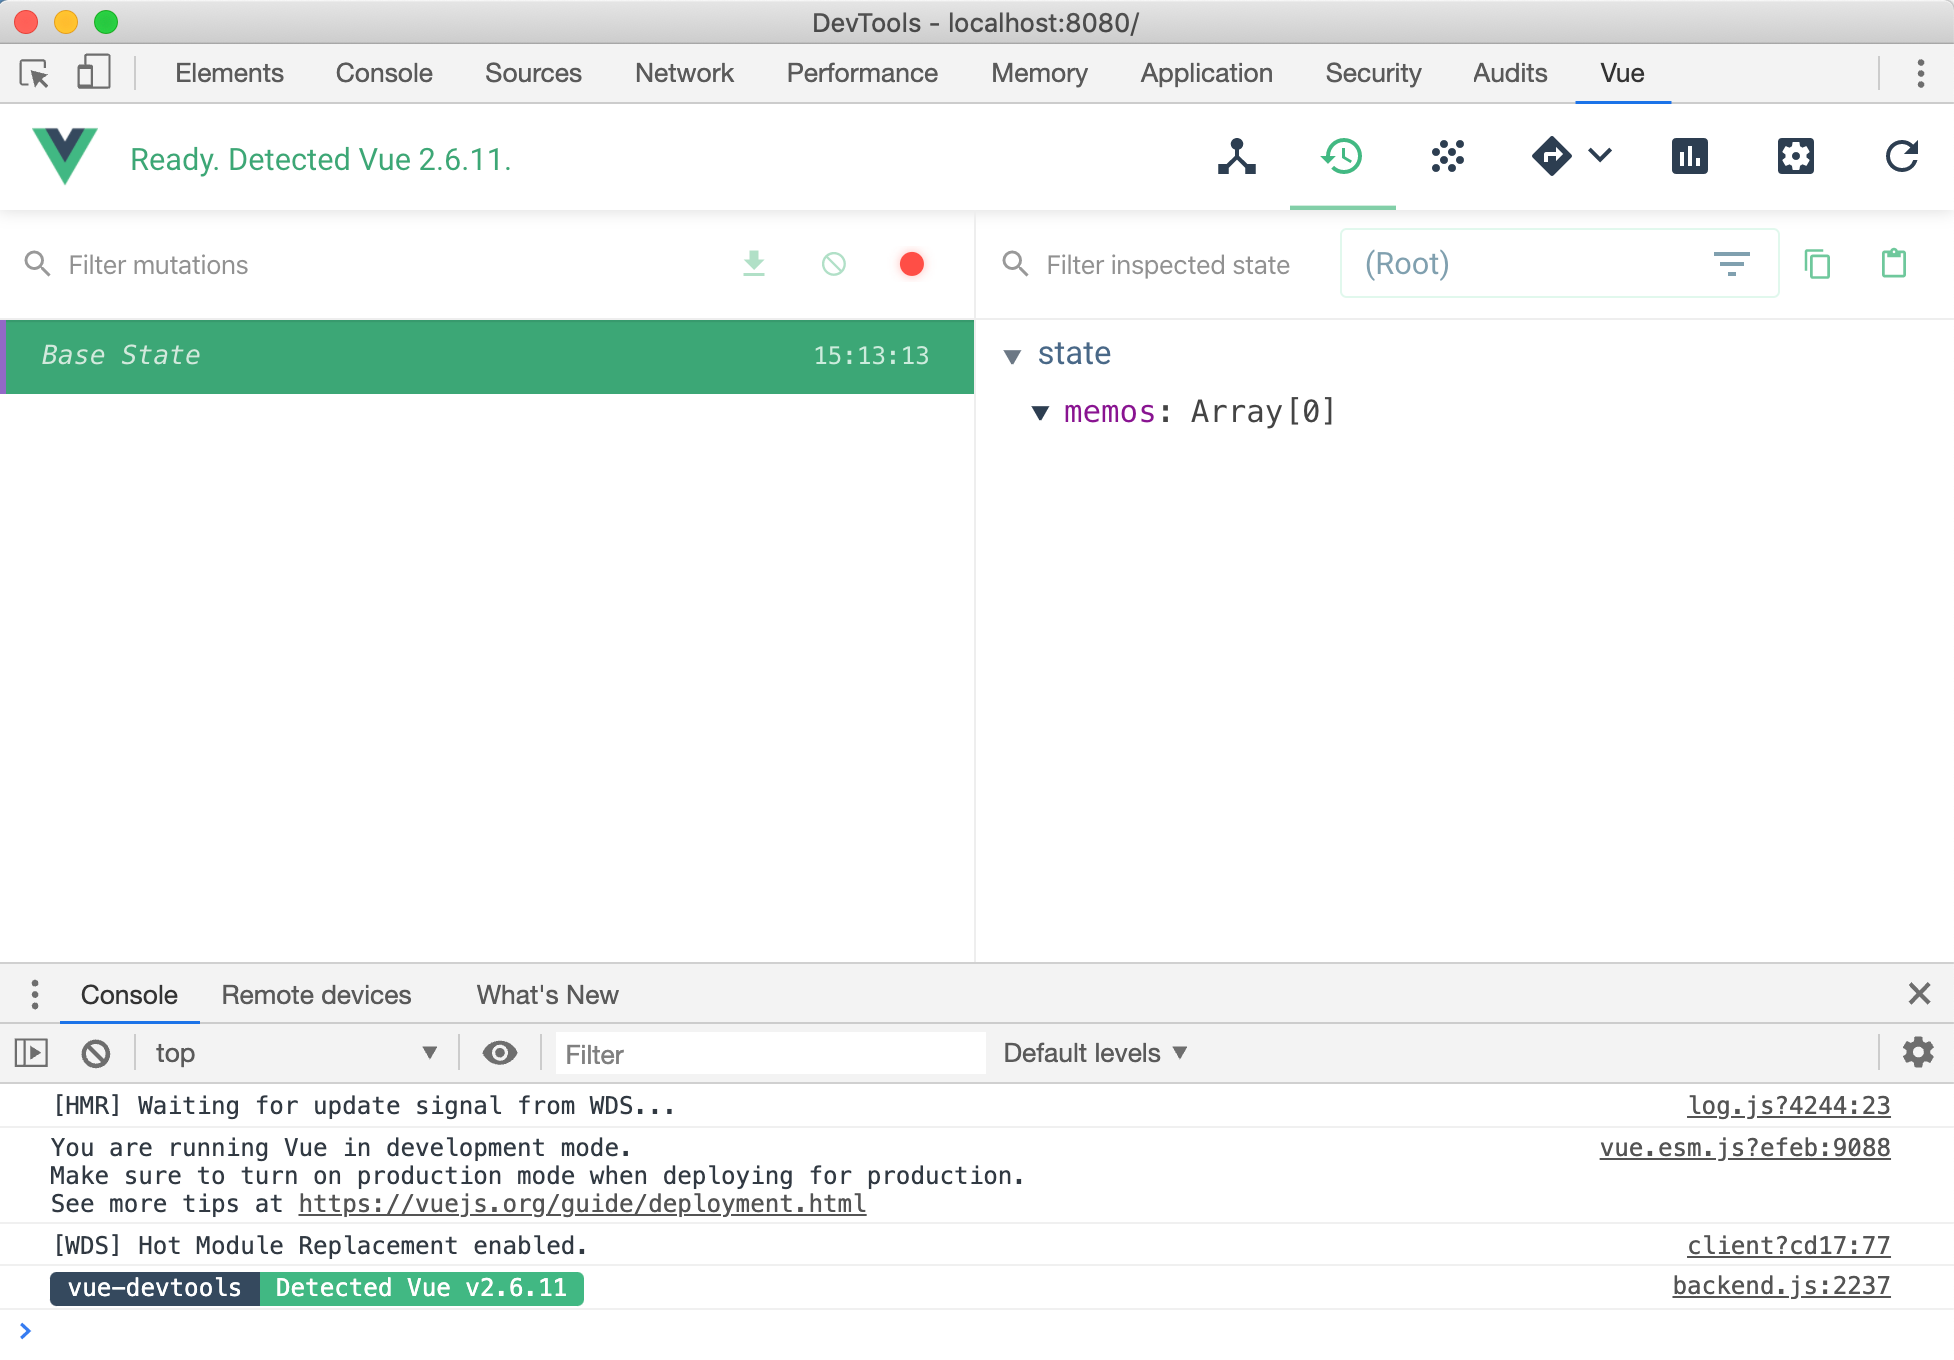 DevTools - localhost:8080/
Elements Console Sources Network Performance Memory Application Security Audits Vue
Ready. Detected Vue 2.6.11.
Filter mutations
Filter inspected state (Root)
Base State 15:13:13
state
memos: Array[0]
Console Remote devices What's New
top Filter Default levels
[HMR] Waiting for update signal from WDS... log.js?4244:23
You are running Vue in development mode. vue.esm.js?efeb:9088
Make sure to turn on production mode when deploying for production.
See more tips at https://vuejs.org/guide/deployment.html
[WDS] Hot Module Replacement enabled. client?cd17:77
vue-devtools Detected Vue v2.6.11 backend.js:2237